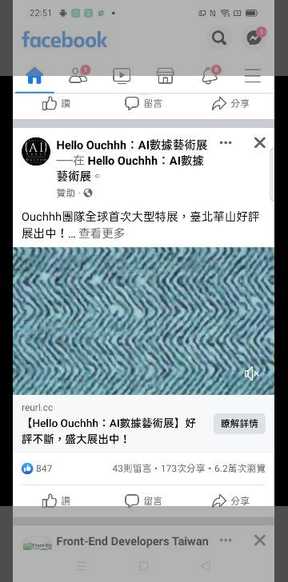 22:51
facebook
讚 留言 分享
Hello Ouchhh：AI數據藝術展
──在 Hello Ouchhh：AI數據
藝術展。
贊助・
Ouchhh團隊全球首次大型特展，臺北華山好評
展出中！... 查看更多
reurl.cc
【Hello Ouchhh：AI數據藝術展】好
評不斷，盛大展出中！
瞭解詳情
847
43則留言・173次分享・6.2萬次瀏覽
讚 留言 分享
Front-End Developers Taiwan